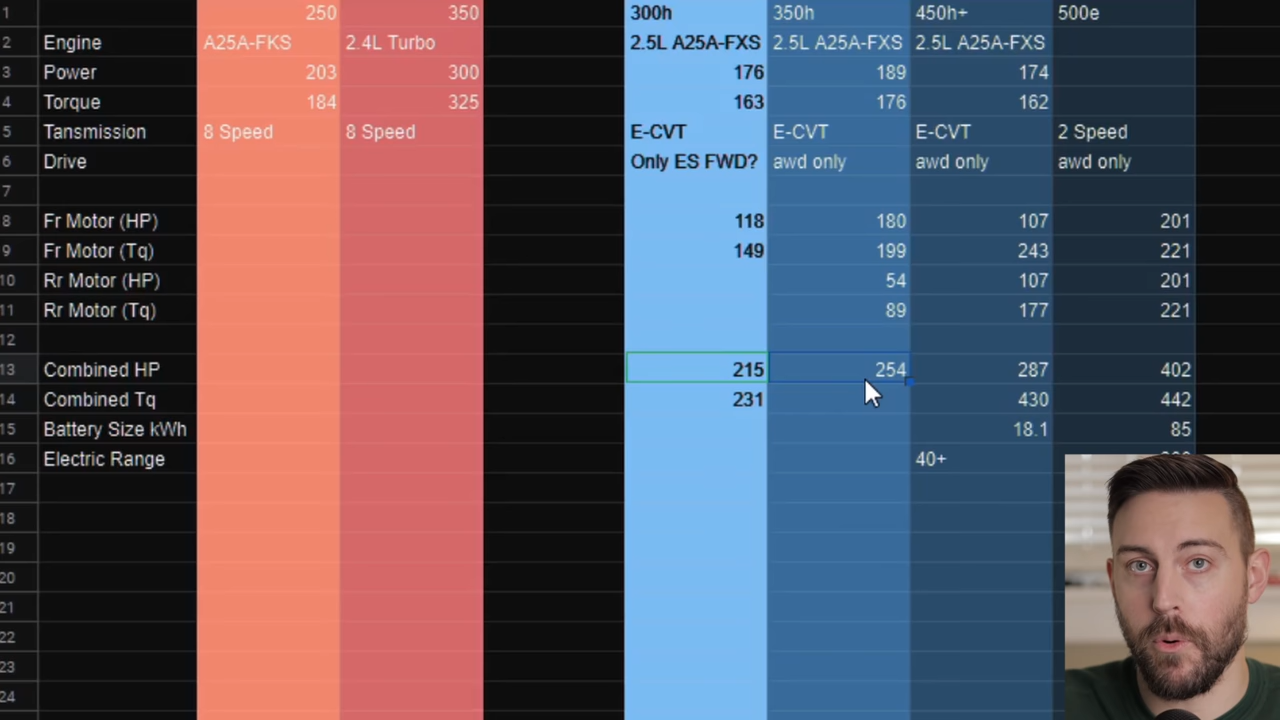 1 250 350 300h 350h 450h+ 500e
2 Engine A25A-FKS 2.4L Turbo 2.5L A25A-FXS 2.5L A25A-FXS 2.5L A25A-FXS
3 Power 203 300 176 189 174
4 Torque 184 325 163 176 162
5 Tansmission 8 Speed 8 Speed E-CVT E-CVT E-CVT 2 Speed
6 Drive Only ES FWD? awd only awd only awd only
7
8 Fr Motor (HP) 118 180 107 201
9 Fr Motor (Tq) 149 199 243 221
10 Rr Motor (HP) 54 107 201
11 Rr Motor (Tq) 89 177 221
12
13 Combined HP 215 254 287 402
14 Combined Tq 231 430 442
15 Battery Size kWh 18.1 85
16 Electric Range 40+
17
18
19
20
21
22
23
24